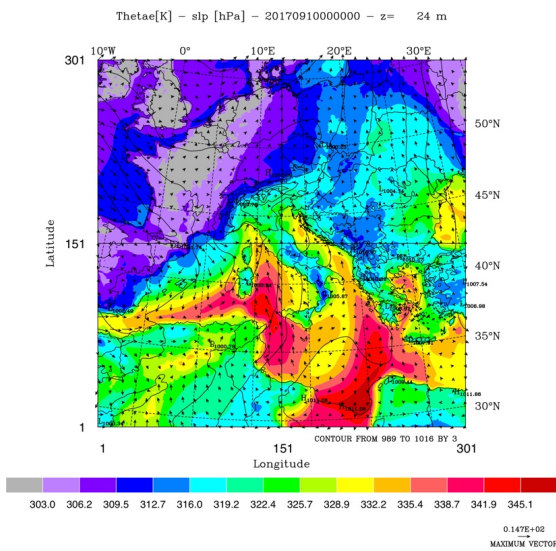 Thetae[K] - slp [hPa] - 20170910000000 - z= 24 m
10°W 0° 10°E 20°E 30°E
301
50°N
45°N
151
40°N
35°N
30°N
1
Latitude
CONTOUR FROM 989 TO 1016 BY 3
1 151 301
Longitude
303.0 306.2 309.5 312.7 316.0 319.2 322.4 325.7 328.9 332.2 335.4 338.7 341.9 345.1
0.147E+02
MAXIMUM VECTOR